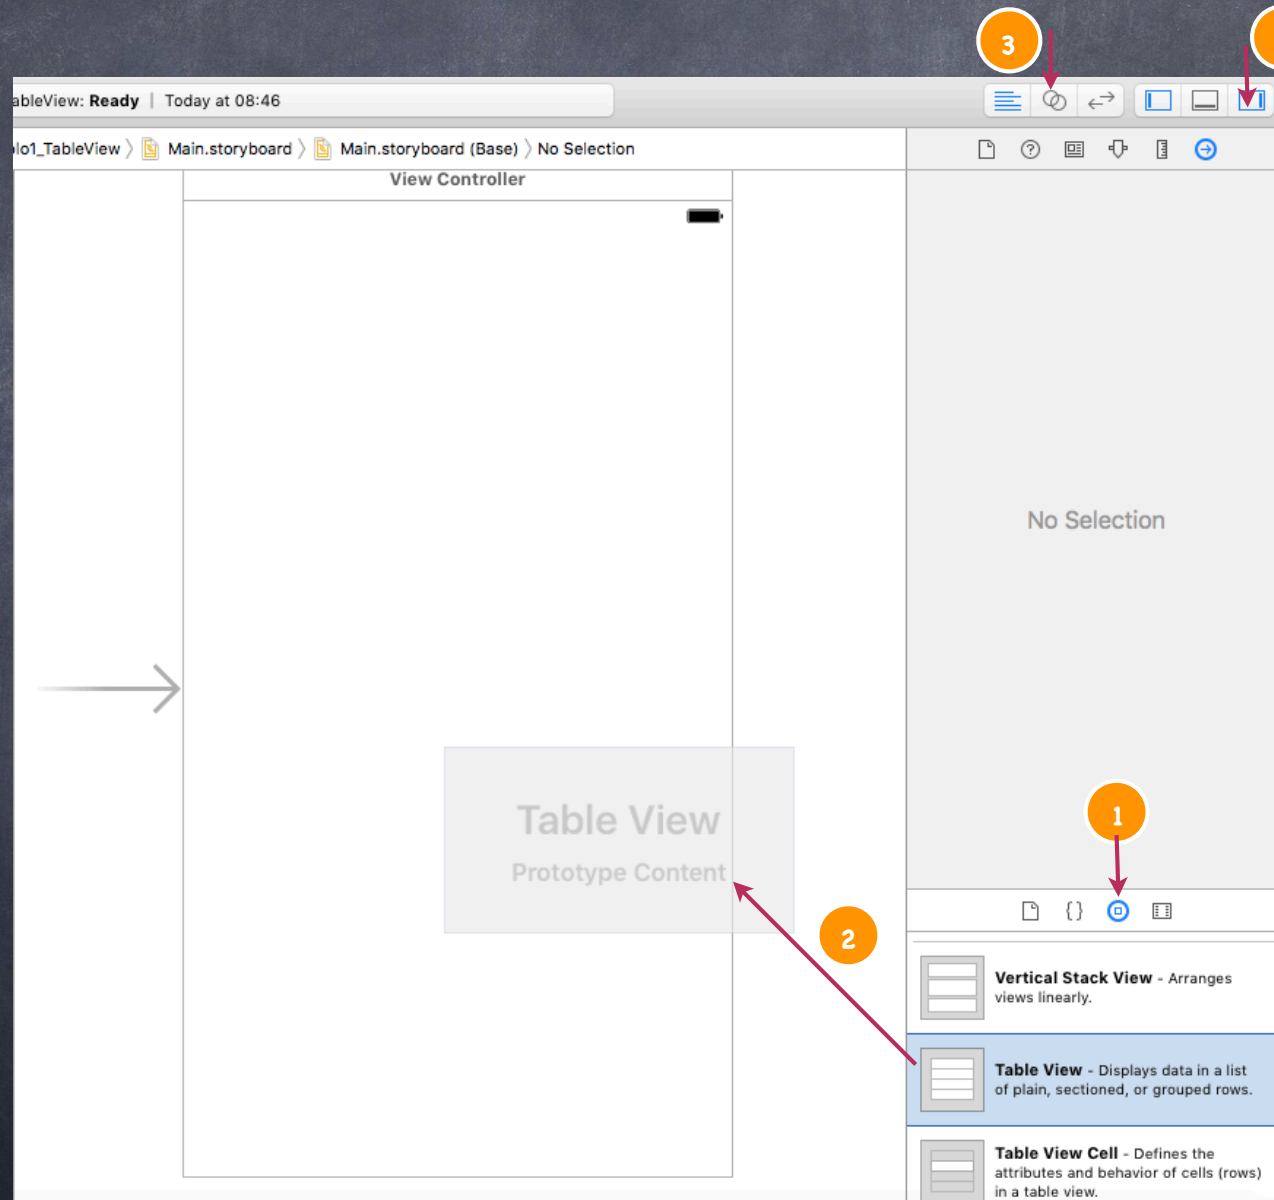 3
ableView: Ready | Today at 08:46
lo1_TableView 〉 Main.storyboard 〉 Main.storyboard (Base) 〉 No Selection
View Controller
No Selection
Table View
Prototype Content
1
2
{}
Vertical Stack View - Arranges
views linearly.
Table View - Displays data in a list
of plain, sectioned, or grouped rows.
Table View Cell - Defines the
attributes and behavior of cells (rows)
in a table view.